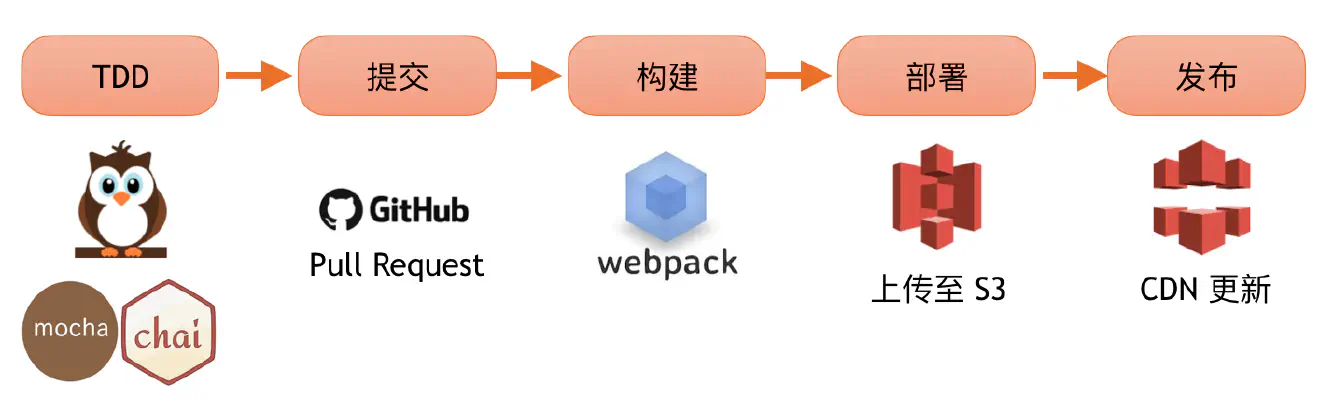 TDD
提交
构建
部署
发布
GitHub
Pull Request
webpack
上传至 S3
CDN 更新
mocha
chai